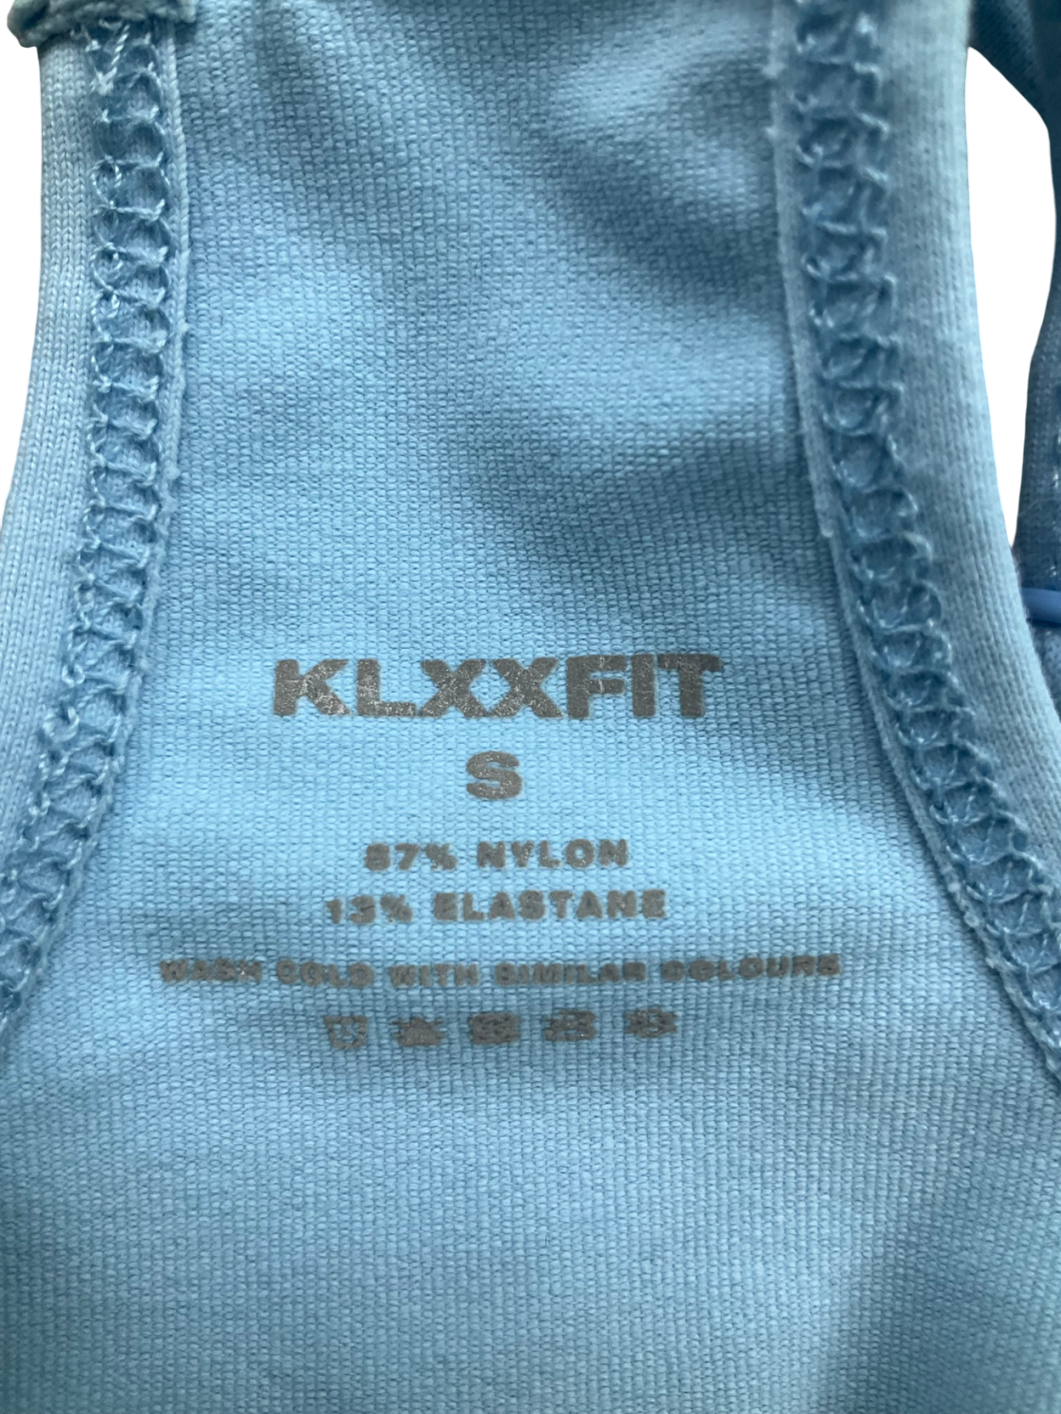 KLXXFIT
S
87% NYLON
13% ELASTANE
WASH COLD WITH SIMILAR COLOURS